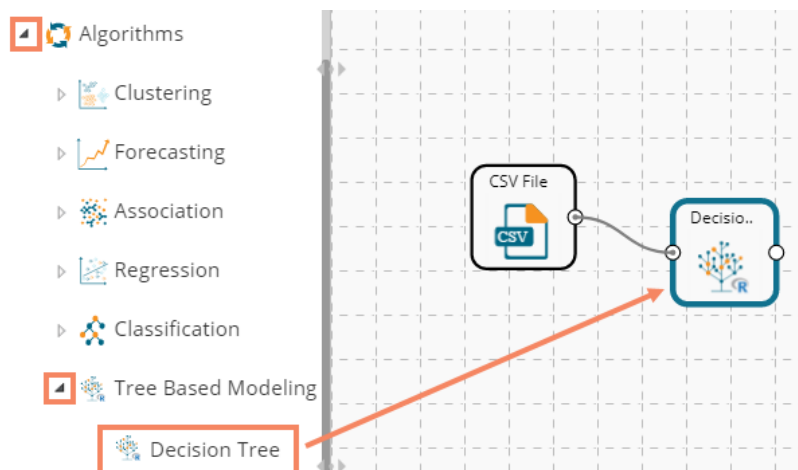 Algorithms
Clustering
Forecasting
Association
Regression
Classification
Tree Based Modeling
R
Decision Tree
R
CSV File
CSV
Decisio..
R